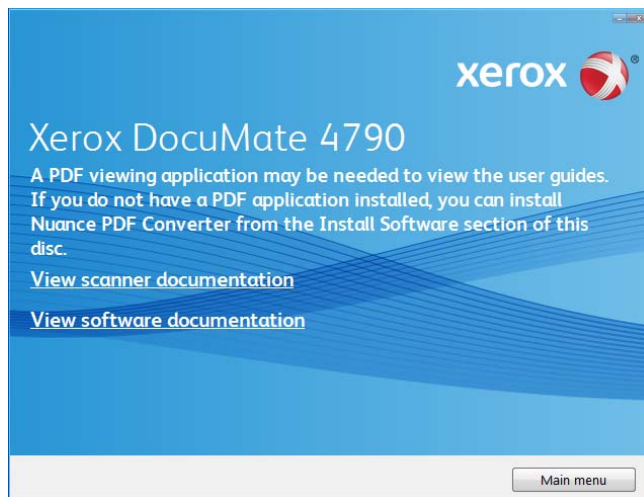 xerox ®
Xerox DocuMate 4790
A PDF viewing application may be needed to view the user guides.
If you do not have a PDF application installed, you can install
Nuance PDF Converter from the Install Software section of this
disc.
View scanner documentation
View software documentation
Main menu